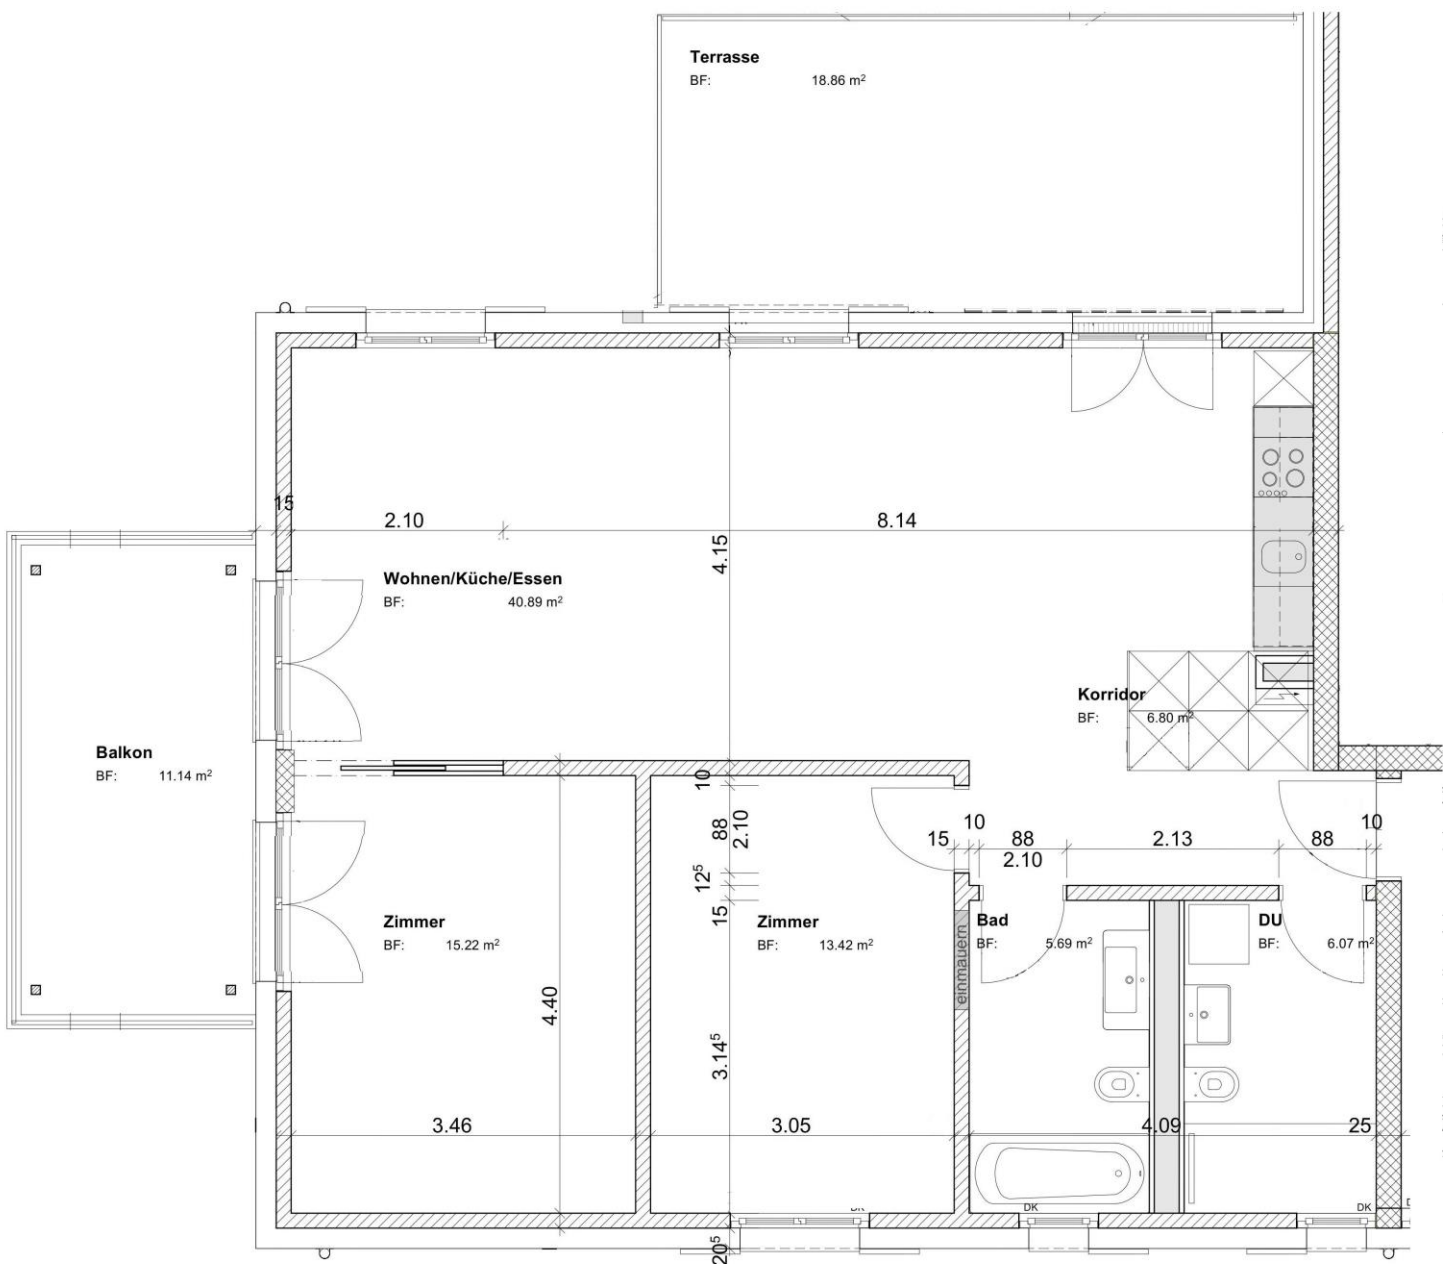 Terrasse
BF: 18.86 m²
15
2.10
8.14
4.15
Wohnen/Küche/Essen
BF: 40.89 m²
Korridor
BF: 6.80 m²
Balkon
BF: 11.14 m²
10
88
2.10
12⁵
15
15
10
88
2.10
2.13
88
10
Zimmer
BF: 15.22 m²
Zimmer
BF: 13.42 m²
einmauern
Bad
BF: 5.69 m²
DU
BF: 6.07 m²
4.40
3.14⁵
3.46
3.05
4.09
25
DK
DK
DK
20⁵